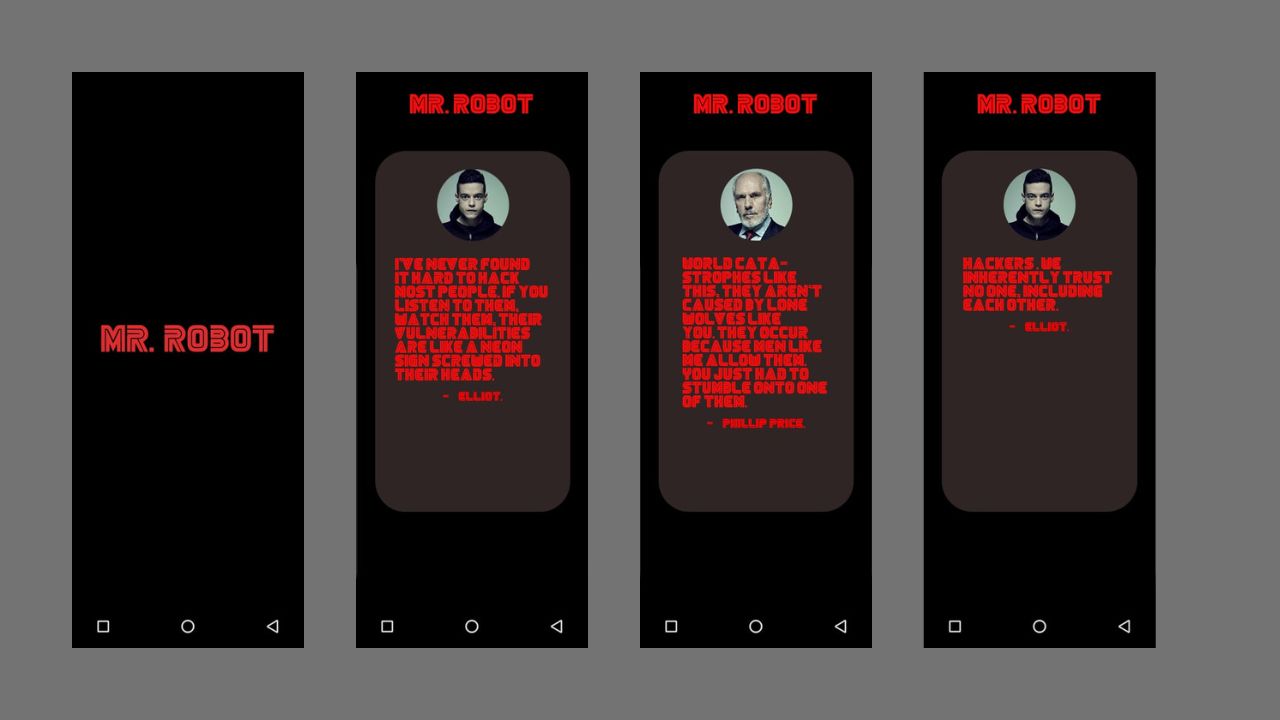 MR. ROBOT
MR. ROBOT
I'VE NEVER FOUND
IT HARD TO HACK
MOST PEOPLE. IF YOU
LISTEN TO THEM,
WATCH THEM, THEIR
VULNERABILITIES
ARE LIKE A NEON
SIGN SCREWED INTO
THEIR HEADS.
- ELLIOT.
MR. ROBOT
WORLD CATA-
STROPHES LIKE
THIS, THEY AREN'T
CAUSED BY LONE
WOLVES LIKE
YOU. THEY OCCUR
BECAUSE MEN LIKE
ME ALLOW THEM.
YOU JUST HAD TO
STUMBLE ONTO ONE
OF THEM.
- PHILLIP PRICE.
MR. ROBOT
HACKERS. WE
INHERENTLY TRUST
NO ONE, INCLUDING
EACH OTHER.
- ELLIOT.